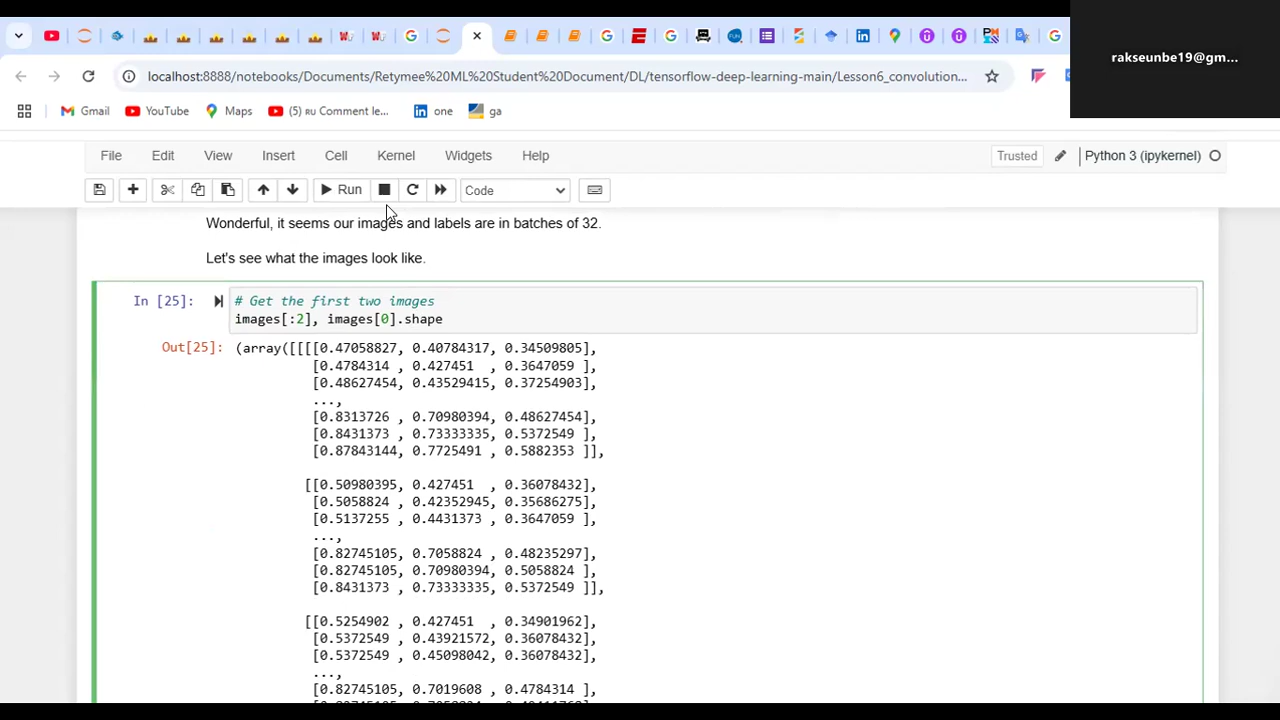 rakseunbe19@gm...
localhost:8888/notebooks/Documents/Retymee%20ML%20Student%20Document/DL/tensorflow-deep-learning-main/Lesson6_convolution...
Gmail YouTube Maps (5) ณ Comment le... one ga
File Edit View Insert Cell Kernel Widgets Help Trusted Python 3 (ipykernel)
Run Code
Wonderful, it seems our images and labels are in batches of 32.
Let's see what the images look like.
In [25]: # Get the first two images
images[:2], images[0].shape
Out[25]: (array([[[[0.47058827, 0.40784317, 0.34509805],
[0.4784314 , 0.427451  , 0.3647059 ],
[0.48627454, 0.43529415, 0.37254903],
...,
[0.8313726 , 0.70980394, 0.48627454],
[0.8431373 , 0.73333335, 0.5372549 ],
[0.87843144, 0.7725491 , 0.5882353 ]],
[[0.50980395, 0.427451  , 0.36078432],
[0.5058824 , 0.42352945, 0.35686275],
[0.5137255 , 0.4431373 , 0.3647059 ],
...,
[0.82745105, 0.7058824 , 0.48235297],
[0.82745105, 0.70980394, 0.5058824 ],
[0.8431373 , 0.73333335, 0.5372549 ]],
[[0.5254902 , 0.427451  , 0.34901962],
[0.5372549 , 0.43921572, 0.36078432],
[0.5372549 , 0.45098042, 0.36078432],
...,
[0.82745105, 0.7019608 , 0.4784314 ],